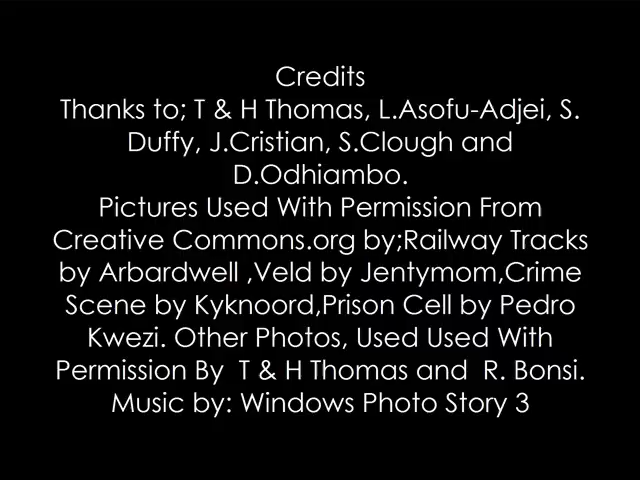 Credits
Thanks to; T & H Thomas, L.Asofu-Adjei, S.
Duffy, J.Cristian, S.Clough and
D.Odhiambo.
Pictures Used With Permission From
Creative Commons.org by;Railway Tracks
by Arbardwell ,Veld by Jentymom,Crime
Scene by Kyknoord,Prison Cell by Pedro
Kwezi. Other Photos, Used Used With
Permission By  T & H Thomas and  R. Bonsi.
Music by: Windows Photo Story 3